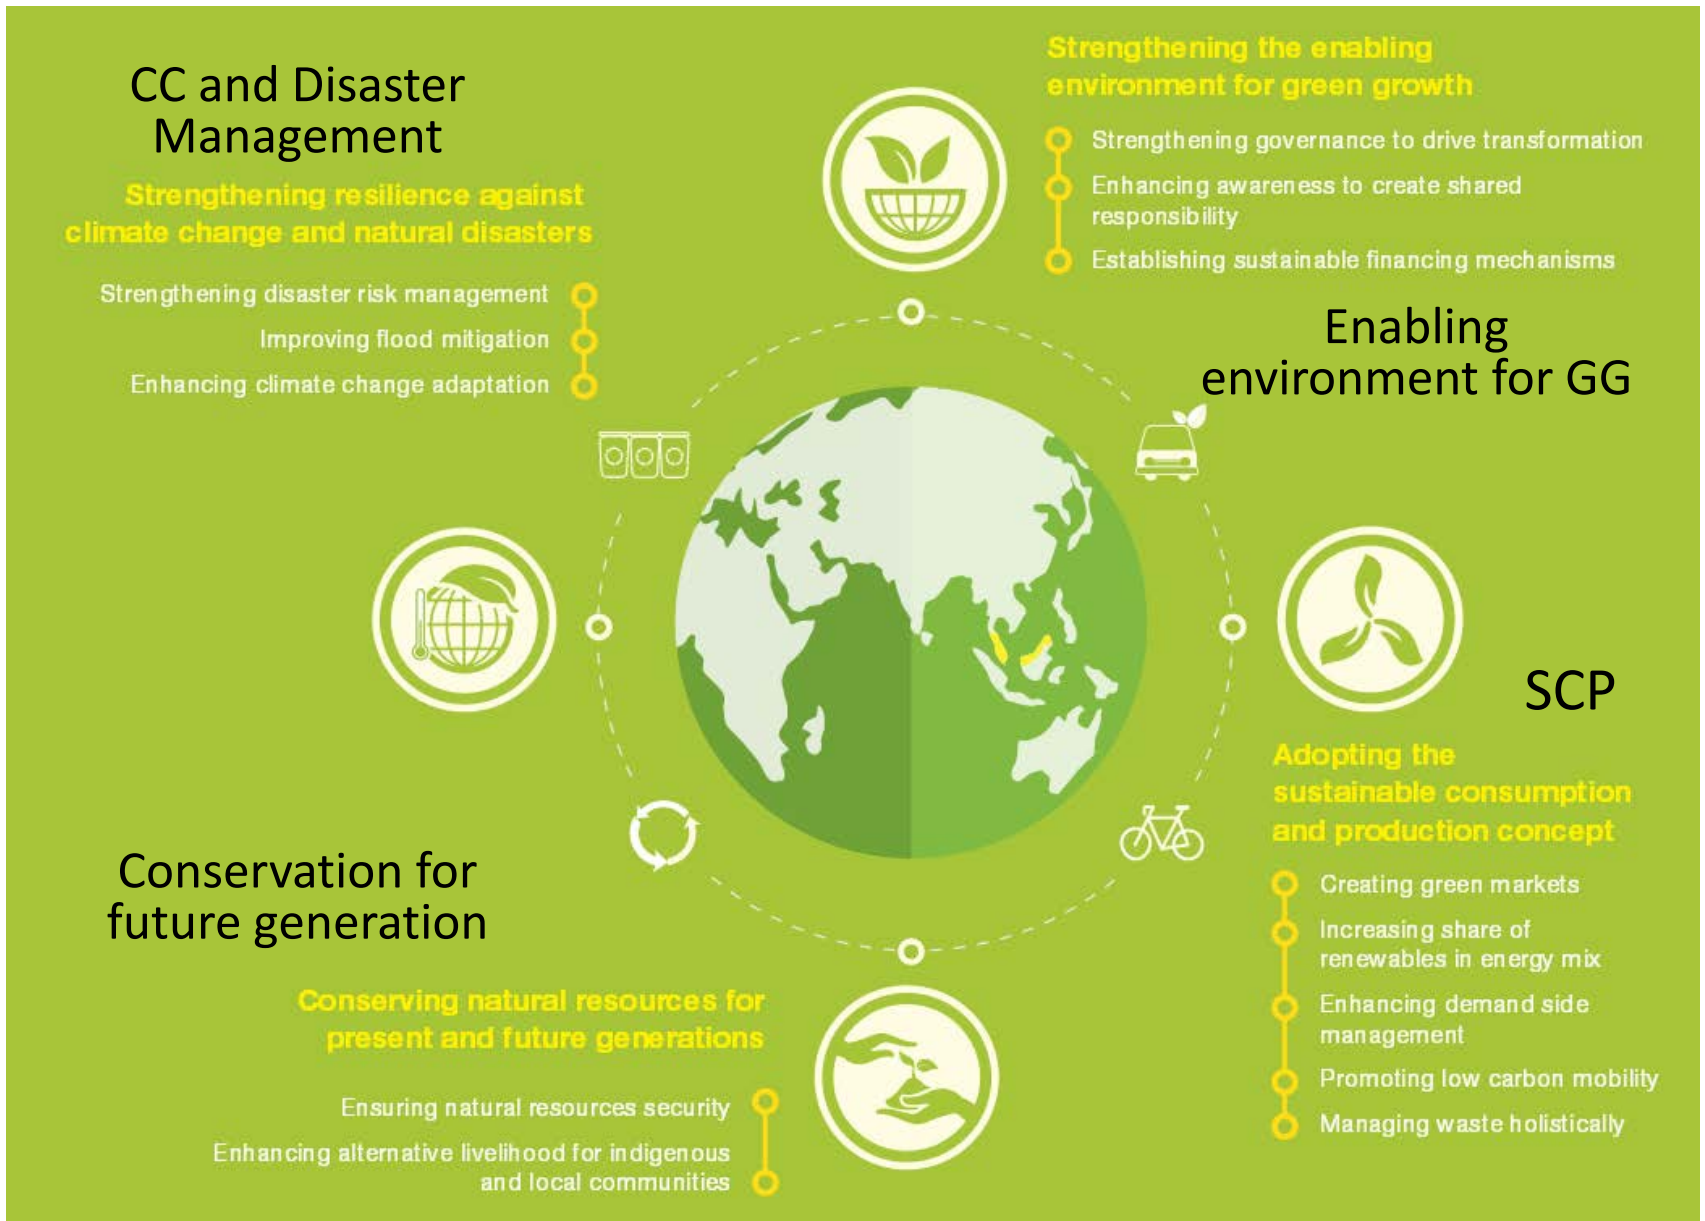 CC and Disaster
Management
Strengthening resilience against
climate change and natural disasters
Strengthening disaster risk management
Improving flood mitigation
Enhancing climate change adaptation
Strengthening the enabling
environment for green growth
Strengthening governance to drive transformation
Enhancing awareness to create shared
responsibility
Establishing sustainable financing mechanisms
Enabling
environment for GG
SCP
Adopting the
sustainable consumption
and production concept
Creating green markets
Increasing share of
renewables in energy mix
Enhancing demand side
management
Promoting low carbon mobility
Managing waste holistically
Conservation for
future generation
Conserving natural resources for
present and future generations
Ensuring natural resources security
Enhancing alternative livelihood for indigenous
and local communities